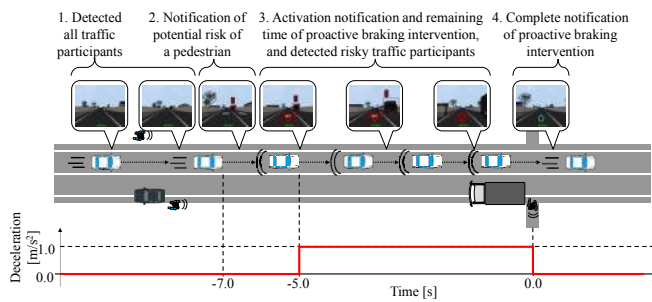 1. Detected
all traffic
participants
2. Notification of
potential risk of
a pedestrian
3. Activation notification and remaining
time of proactive braking intervention,
and detected risky traffic participants
4. Complete notification
of proactive braking
intervention
Deceleration
[m/s²]
1.0
0.0
-7.0
-5.0
0.0
Time [s]